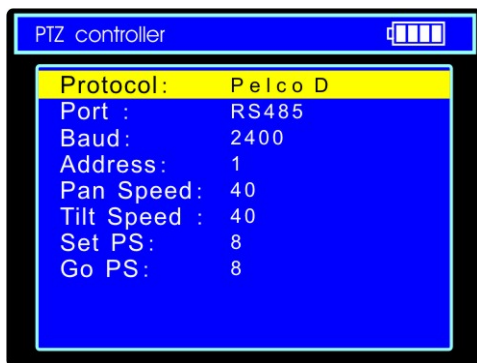 PTZ controller
Protocol: Pelco D
Port : RS485
Baud: 2400
Address: 1
Pan Speed: 40
Tilt Speed : 40
Set PS: 8
Go PS: 8